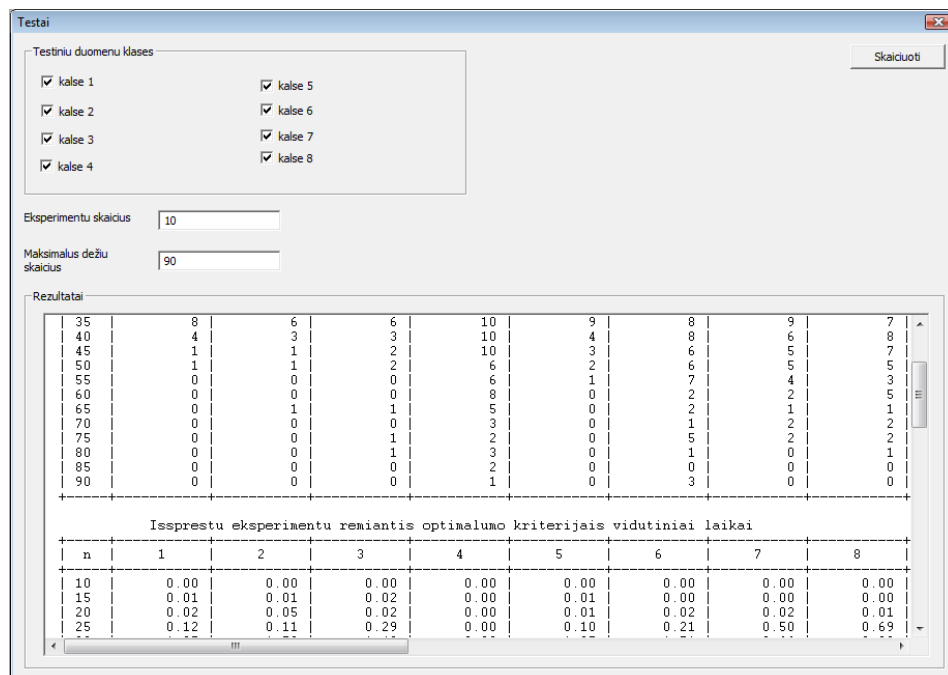 Testai
Testiniu duomenu klases
Skaiciuoti
kalse 1
kalse 5
kalse 2
kalse 6
kalse 3
kalse 7
kalse 4
kalse 8
Eksperimentu skaicius 10
Maksimalus dežiu
skaicius
90
Rezultatai
| 35 | 8 | 6 | 6 | 10 | 9 | 8 | 9 | 7 |
| 40 | 4 | 3 | 3 | 10 | 4 | 8 | 6 | 8 |
| 45 | 1 | 1 | 2 | 10 | 3 | 6 | 5 | 7 |
| 50 | 1 | 1 | 2 | 6 | 2 | 6 | 5 | 5 |
| 55 | 0 | 0 | 0 | 6 | 1 | 7 | 4 | 3 |
| 60 | 0 | 0 | 0 | 8 | 0 | 2 | 2 | 5 |
| 65 | 0 | 1 | 1 | 5 | 0 | 2 | 1 | 1 |
| 70 | 0 | 0 | 0 | 3 | 0 | 1 | 2 | 2 |
| 75 | 0 | 0 | 1 | 2 | 0 | 5 | 2 | 2 |
| 80 | 0 | 0 | 1 | 3 | 0 | 1 | 0 | 1 |
| 85 | 0 | 0 | 0 | 2 | 0 | 0 | 0 | 0 |
| 90 | 0 | 0 | 0 | 1 | 0 | 3 | 0 | 0 |
Issprestu eksperimentu remiantis optimalumo kriterijais vidutiniai laikai
| n | 1 | 2 | 3 | 4 | 5 | 6 | 7 | 8 |
| 10 | 0.00 | 0.00 | 0.00 | 0.00 | 0.00 | 0.00 | 0.00 | 0.00 |
| 15 | 0.01 | 0.01 | 0.02 | 0.00 | 0.01 | 0.00 | 0.00 | 0.00 |
| 20 | 0.02 | 0.05 | 0.02 | 0.00 | 0.01 | 0.02 | 0.02 | 0.01 |
| 25 | 0.12 | 0.11 | 0.29 | 0.00 | 0.10 | 0.21 | 0.50 | 0.69 |